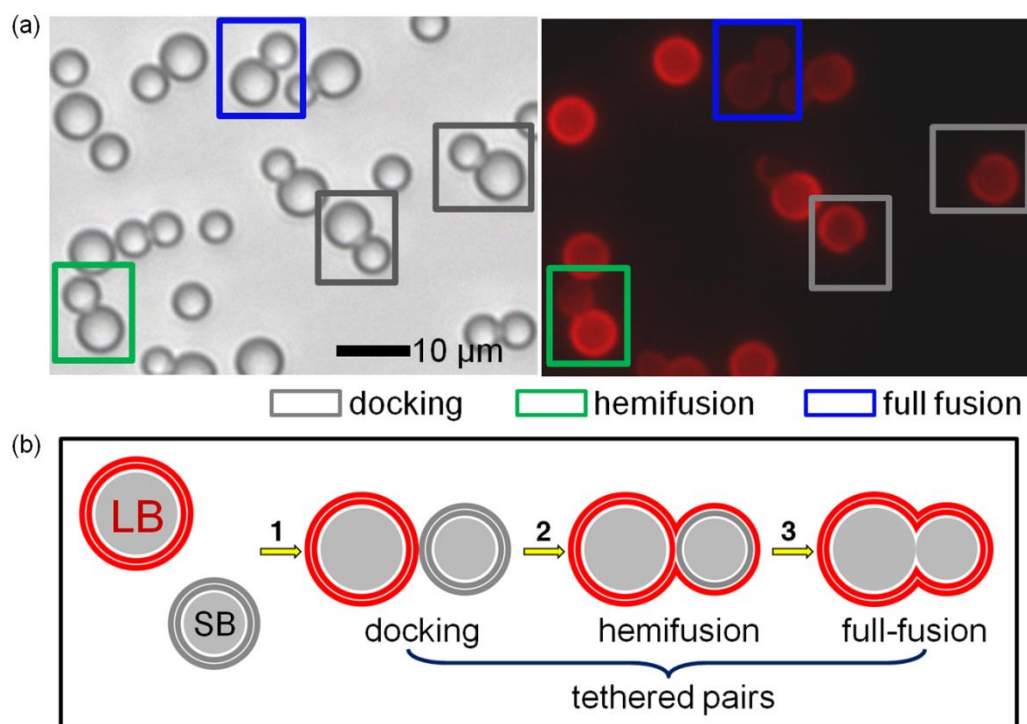 (a)
10 μm
docking hemifusion full fusion
(b)
LB
SB
1 2 3
docking hemifusion full-fusion
tethered pairs